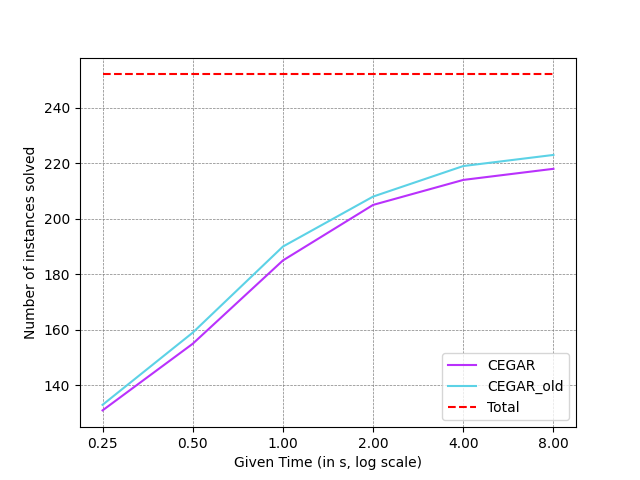 240
220
200
180
160
140
Number of instances solved
CEGAR
CEGAR_old
Total
0.25 0.50 1.00 2.00 4.00 8.00
Given Time (in s, log scale)